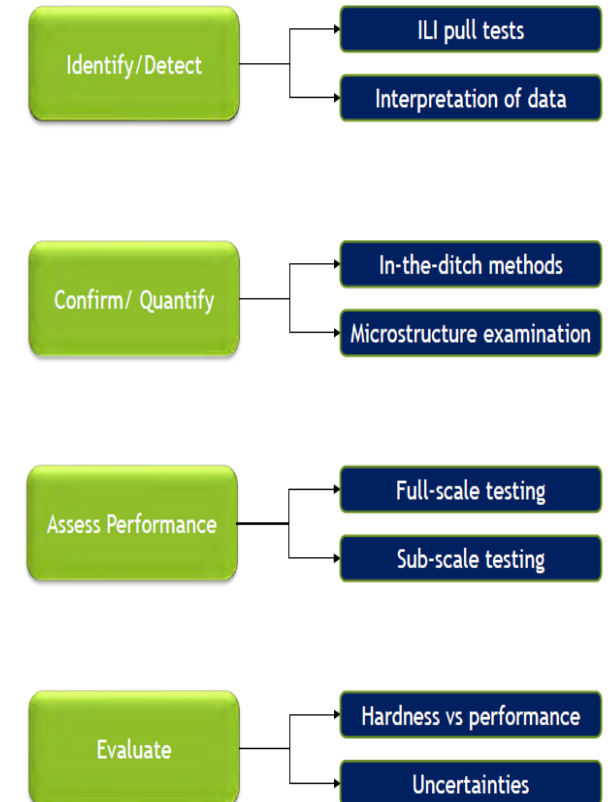 Identify/Detect
ILI pull tests
Interpretation of data
Confirm/ Quantify
In-the-ditch methods
Microstructure examination
Assess Performance
Full-scale testing
Sub-scale testing
Evaluate
Hardness vs performance
Uncertainties